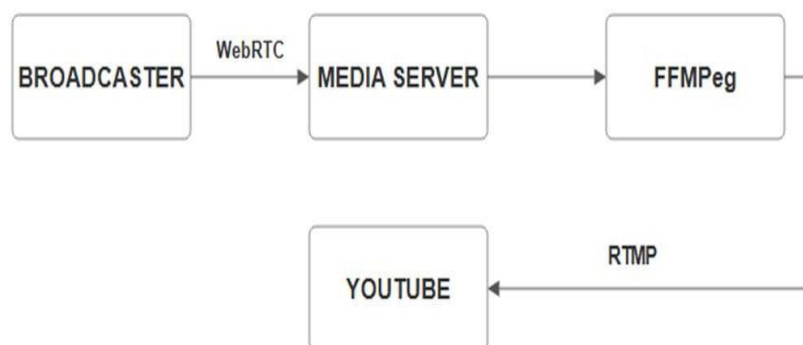 BROADCASTER
WebRTC
MEDIA SERVER
FFMPeg
RTMP
YOUTUBE